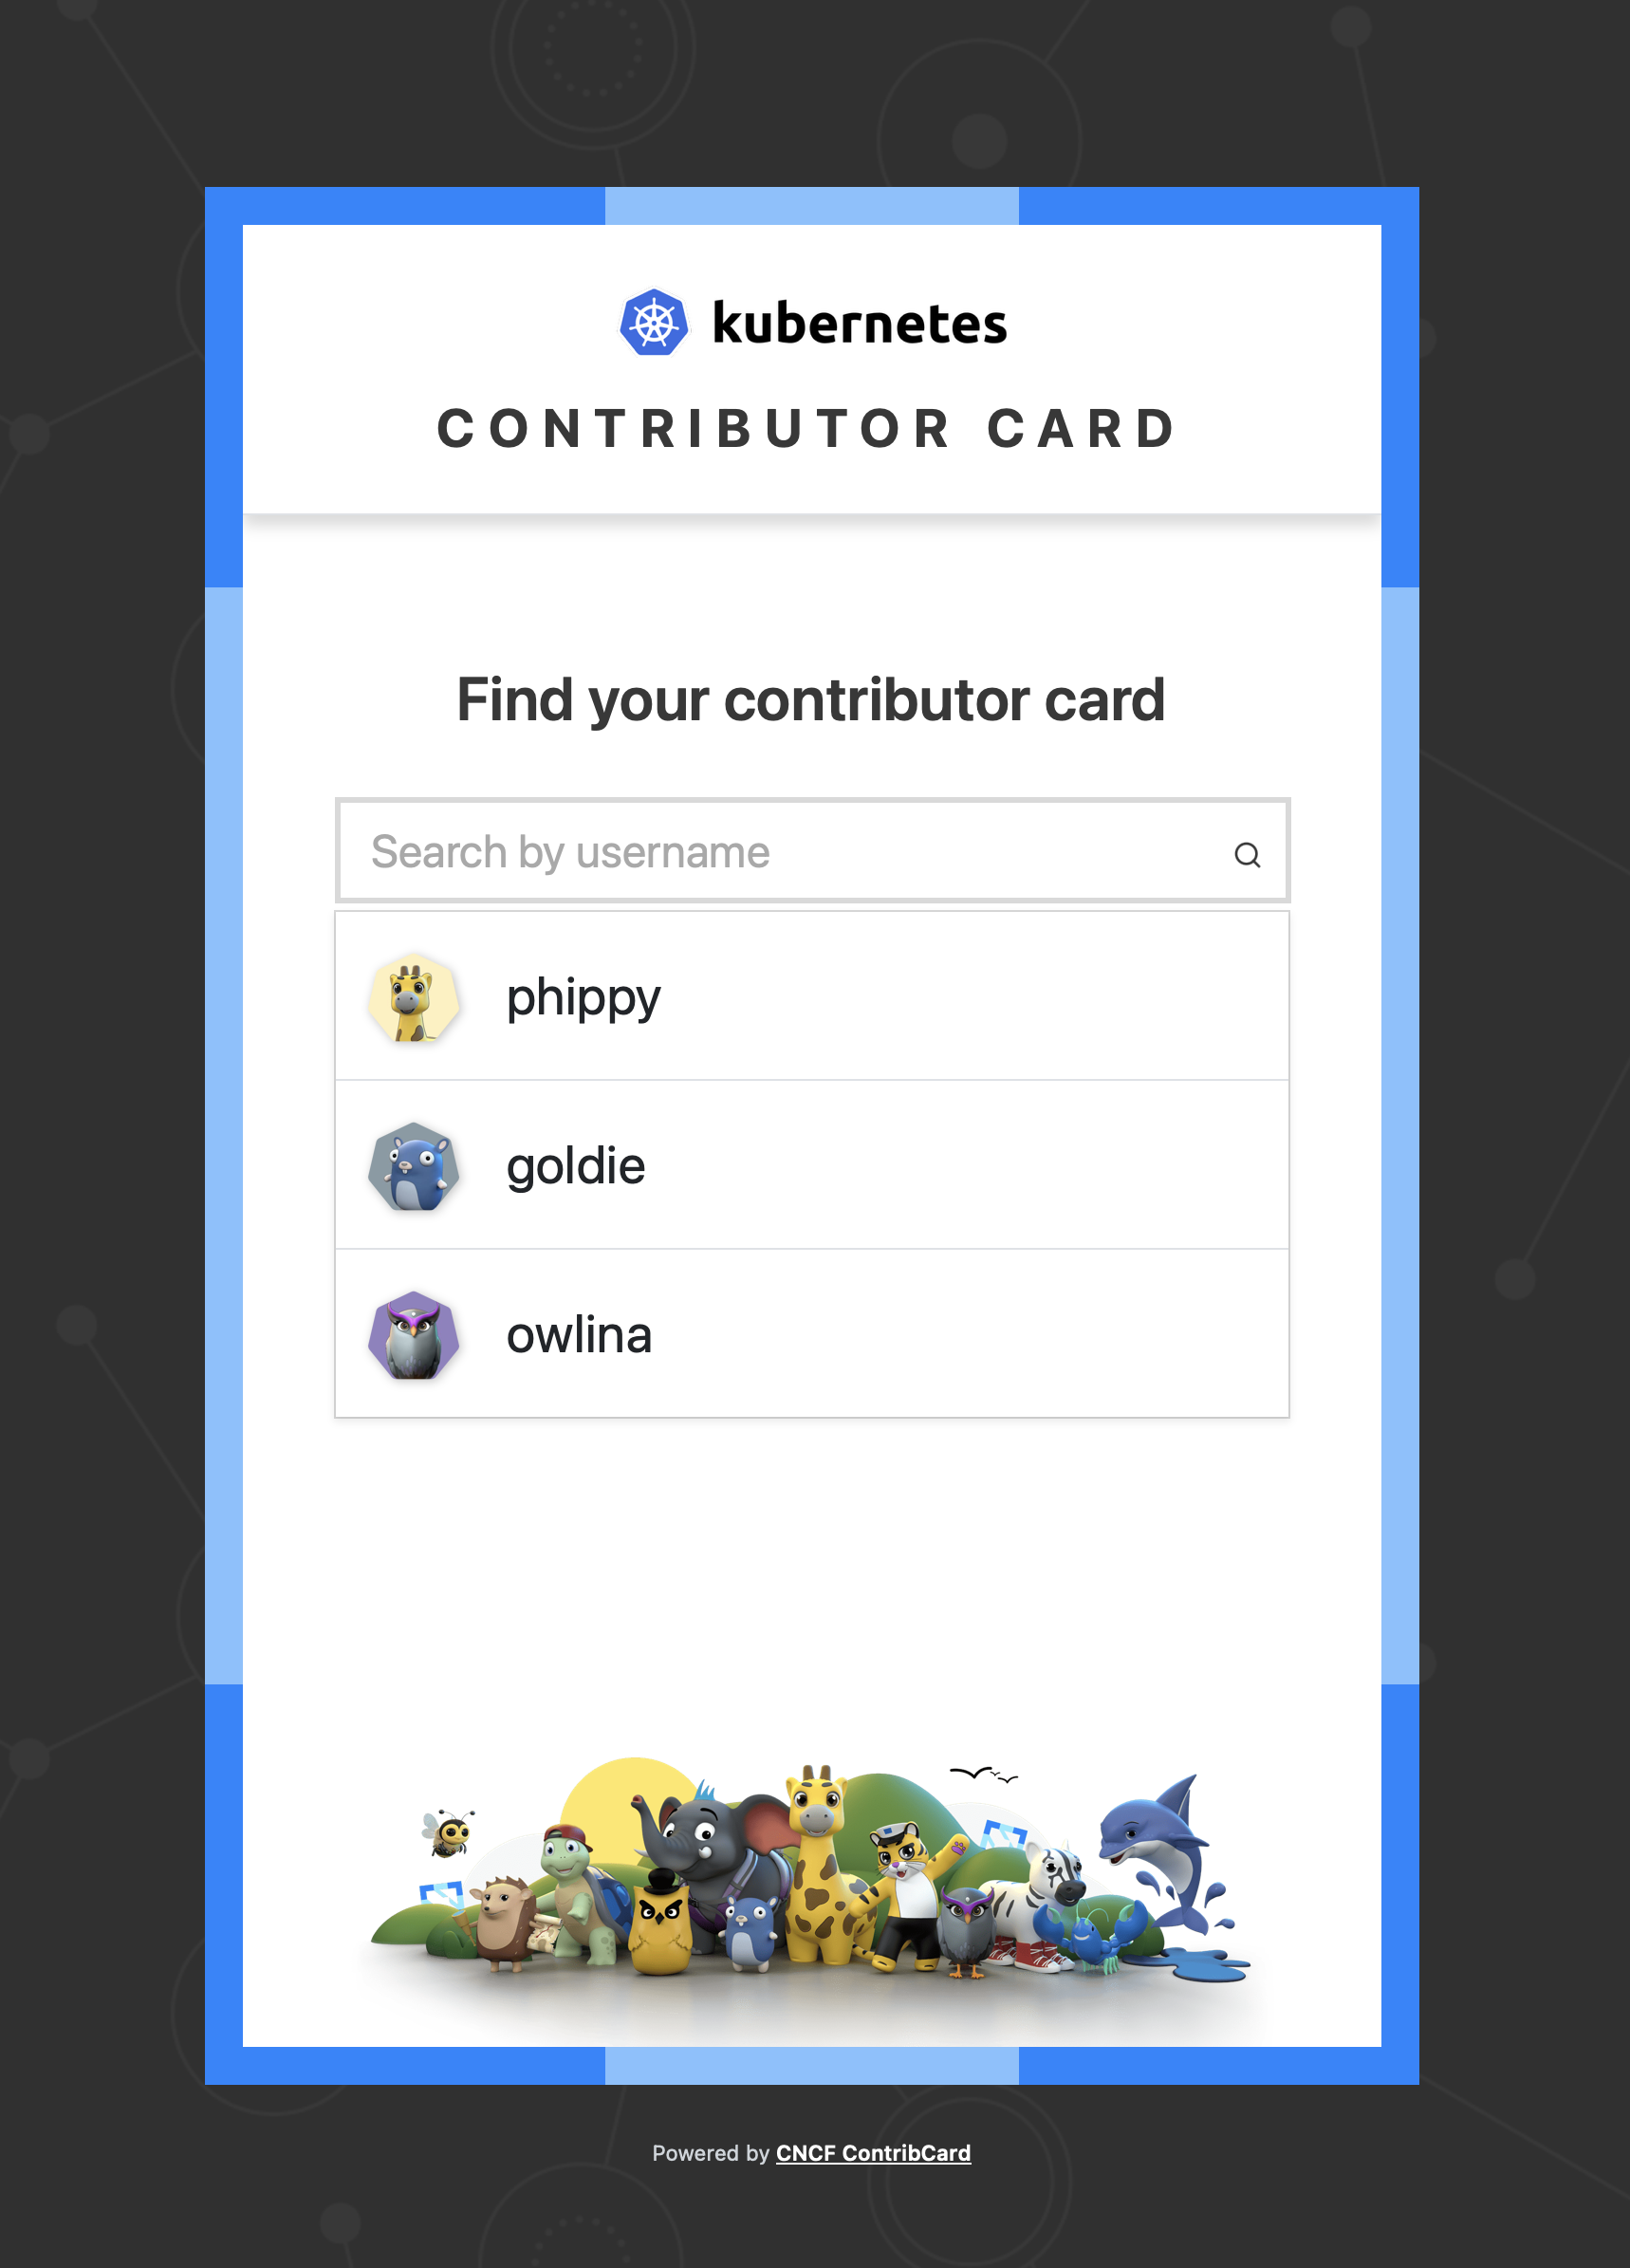 kubernetes
CONTRIBUTOR CARD
Find your contributor card
Search by username
phippy
goldie
owlina
Powered by CNCF ContribCard